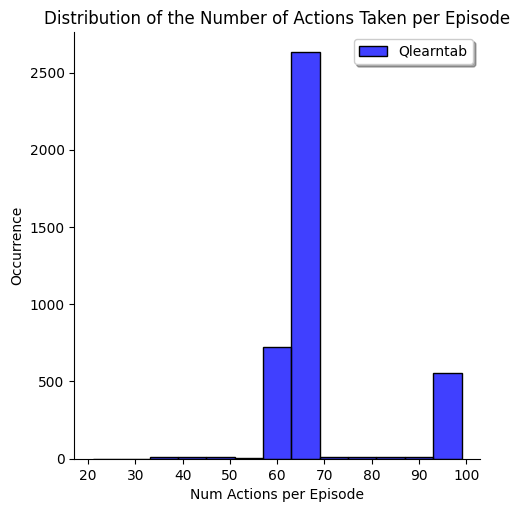 Distribution of the Number of Actions Taken per Episode
Qlearntab
2500
2000
1500
1000
500
0
Occurrence
20 30 40 50 60 70 80 90 100
Num Actions per Episode